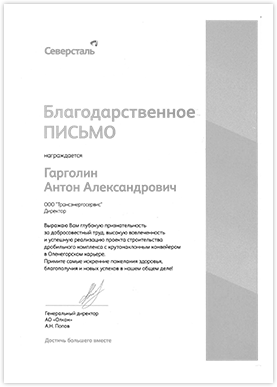 Северсталь
Благодарственное
ПИСЬМО
награждается
Гарголин
Антон Александрович
ООО "Трансэнергосервис"
Директор
Выражаю Вам глубокую признательность
за добросовестный труд, высокую вовлеченность
и успешную реализацию проекта строительства
дробильного комплекса с крутонаклонным конвейером
в Оленегорском карьере.
Примите самые искренние пожелания здоровья,
благополучия и новых успехов в нашем общем деле!
Генеральный директор
АО «Олкон»
А.Н. Попов
Достичь большего вместе